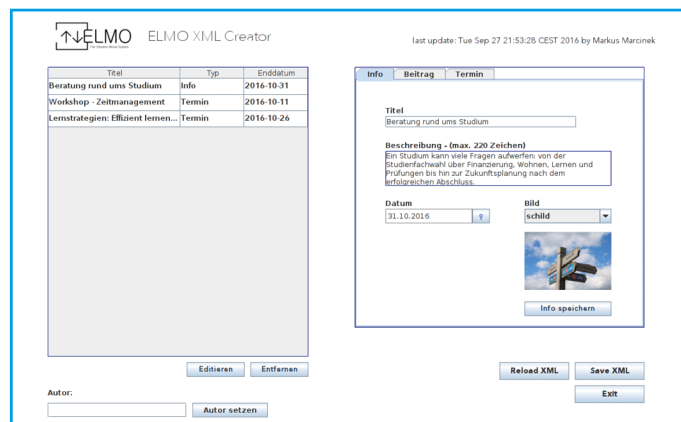 ELMO
ELMO XML Creator
last update: Tue Sep 27 21:53:28 CEST 2016 by Markus Marcinek
Titel Typ Enddatum
Beratung rund ums Studium Info 2016-10-31
Workshop - Zeitmanagement Termin 2016-10-11
Lernstrategien: Effizient lernen... Termin 2016-10-26
Editieren Entfernen
Autor:
Autor setzen
Info Beitrag Termin
Titel
Beratung rund ums Studium
Beschreibung - (max. 220 Zeichen)
Ein Studium kann viele Fragen aufwerfen: von der
Studienfachwahl über Finanzierung, Wohnen, Lernen und
Prüfungen bis hin zur Zukunftsplanung nach dem
erfolgreichen Abschluss.
Datum Bild
31.10.2016 schild
Info speichern
Reload XML Save XML
Exit